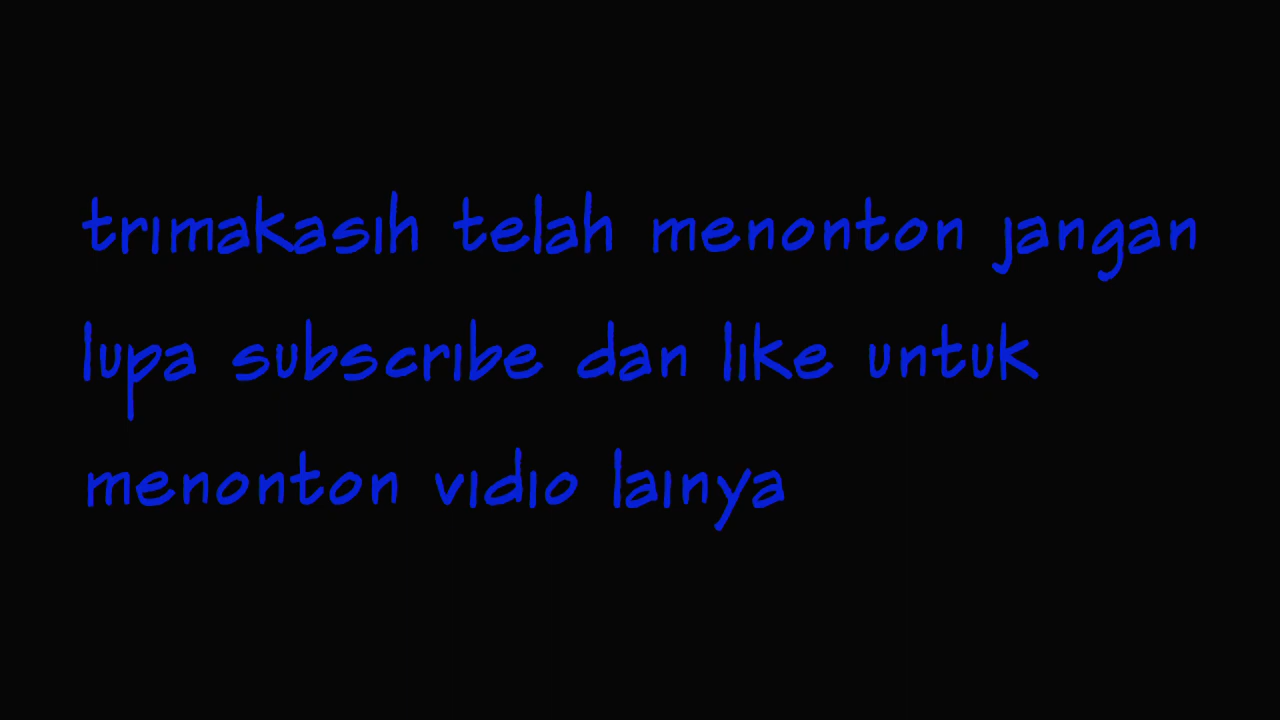 trimakasih telah menonton jangan
lupa subscribe dan like untuk
menonton vidio lainya